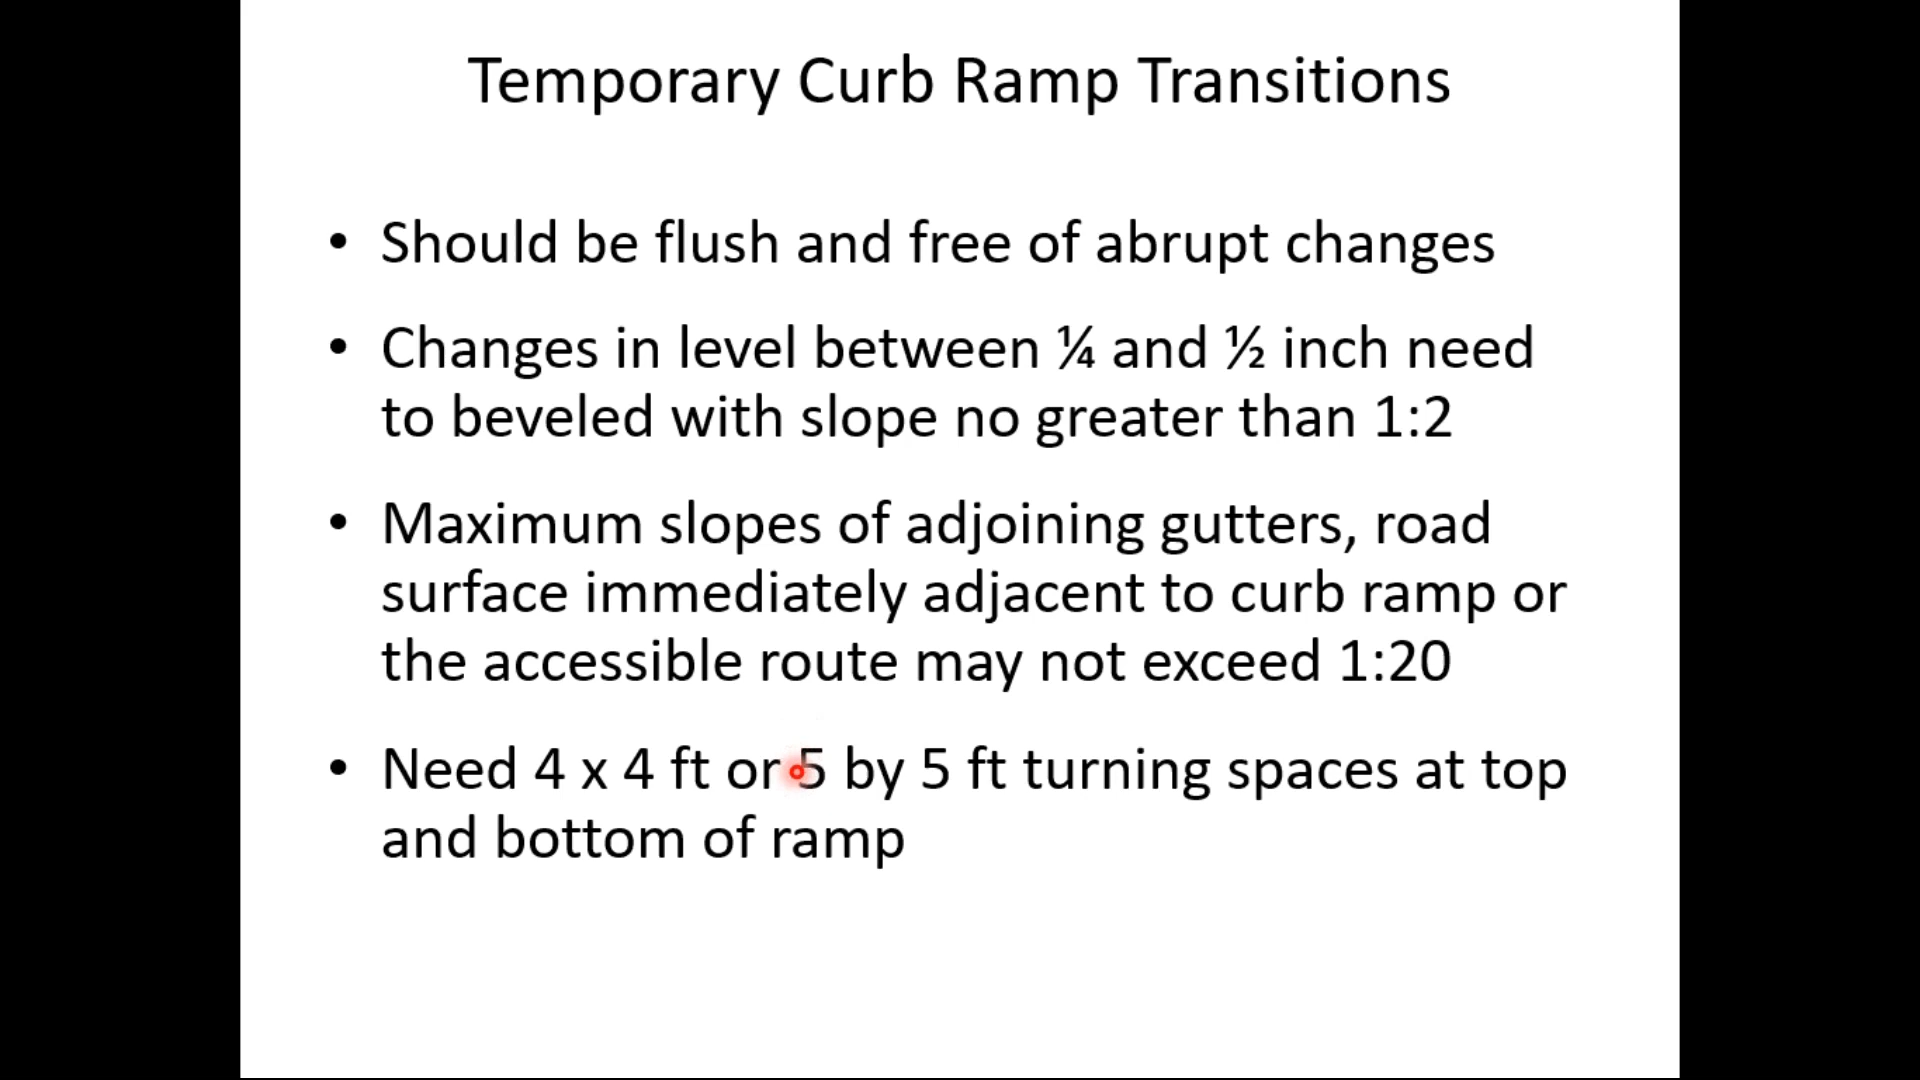 Temporary Curb Ramp Transitions
• Should be flush and free of abrupt changes
• Changes in level between ¼ and ½ inch need
to beveled with slope no greater than 1:2
• Maximum slopes of adjoining gutters, road
surface immediately adjacent to curb ramp or
the accessible route may not exceed 1:20
• Need 4 x 4 ft or 5 by 5 ft turning spaces at top
and bottom of ramp